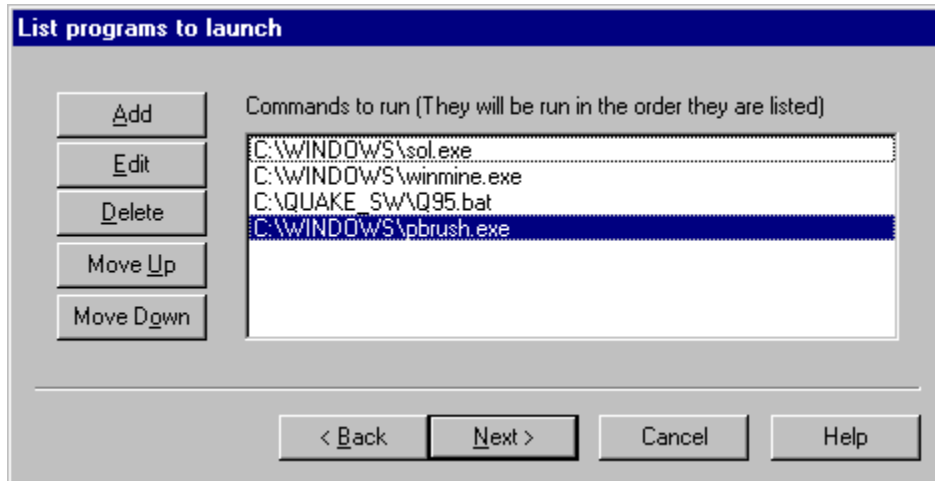 List programs to launch
Add
Edit
Delete
Move Up
Move Down
Commands to run (They will be run in the order they are listed)
C:\WINDOWS\sol.exe
C:\WINDOWS\winmine.exe
C:\QUAKE_SW\Q95.bat
C:\WINDOWS\pbrush.exe
< Back
Next >
Cancel
Help